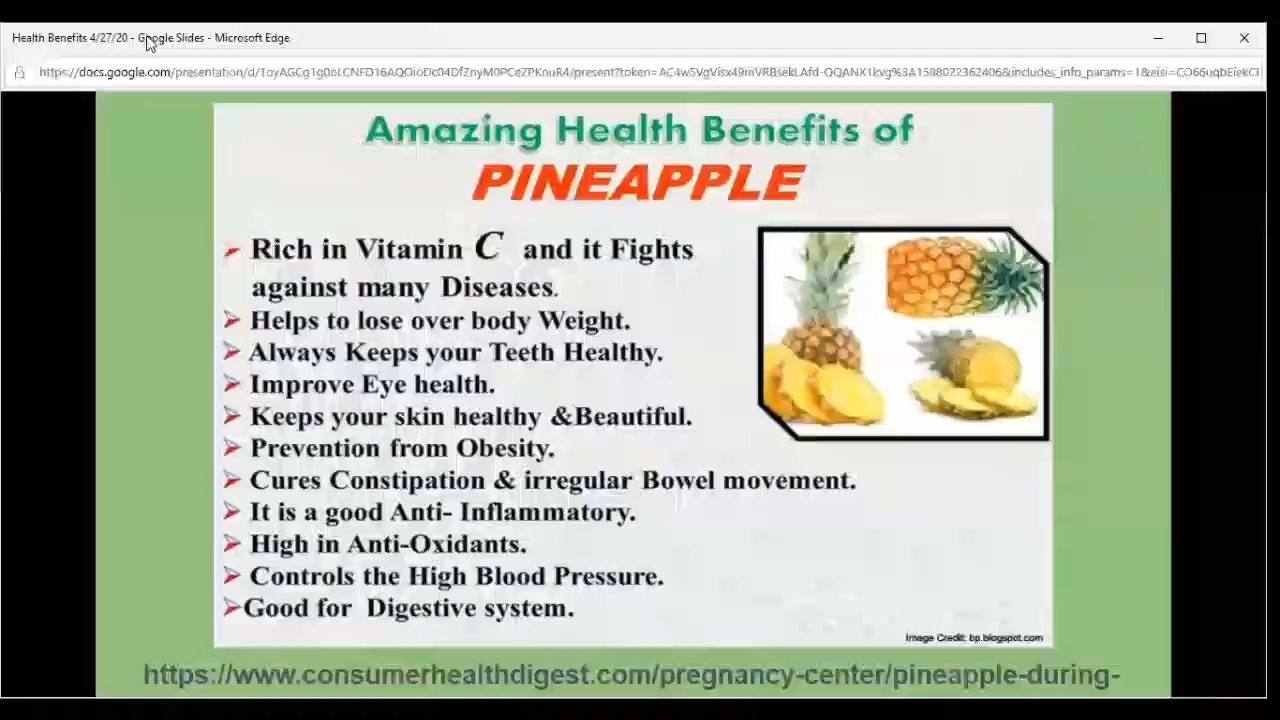 Health Benefits 4/27/20 - Google Slides - Microsoft Edge
Amazing Health Benefits of
PINEAPPLE
Rich in Vitamin C and it Fights
against many Diseases.
Helps to lose over body Weight.
Always Keeps your Teeth Healthy.
Improve Eye health.
Keeps your skin healthy &Beautiful.
Prevention from Obesity.
Cures Constipation & irregular Bowel movement.
It is a good Anti- Inflammatory.
High in Anti-Oxidants.
Controls the High Blood Pressure.
Good for Digestive system.
Image Credit: bp.blogspot.com
https://www.consumerhealthdigest.com/pregnancy-center/pineapple-during-